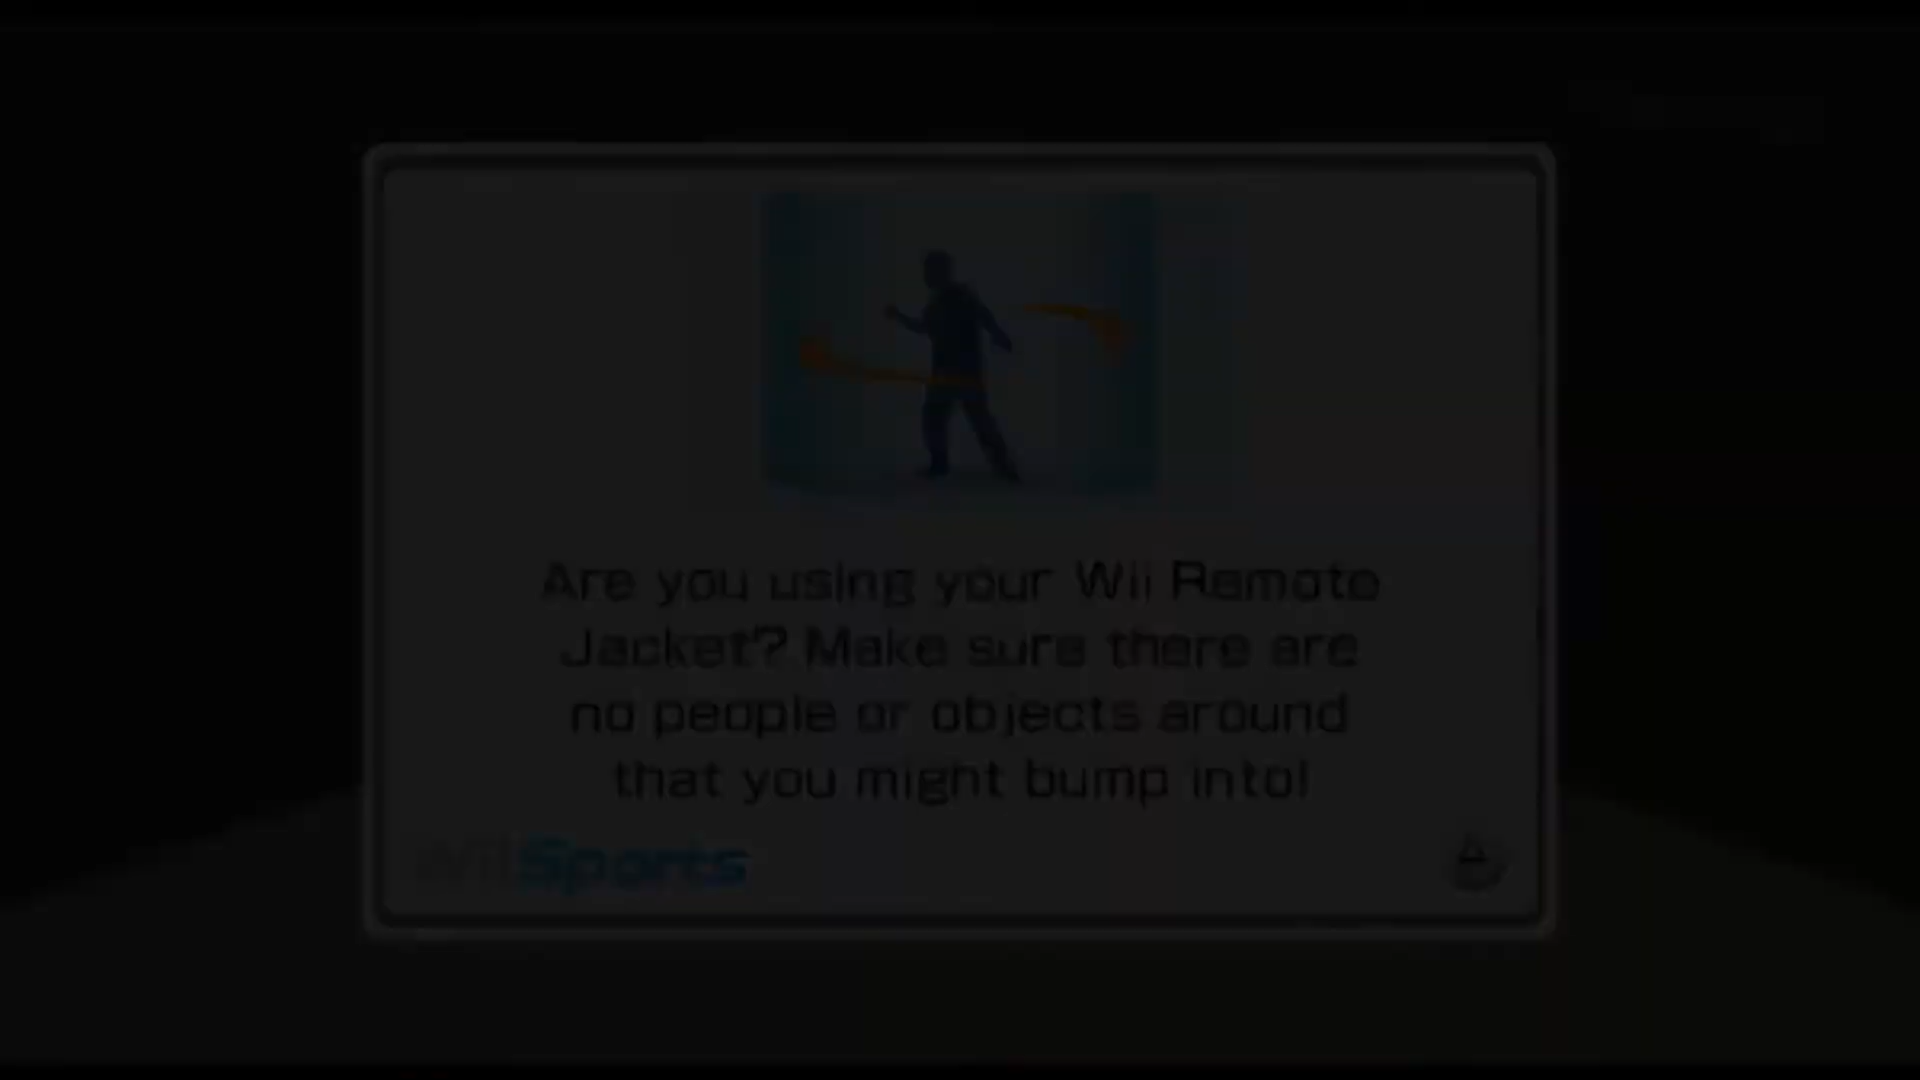 Are you using your Wii Remote
Jacket? Make sure there are
no people or objects around
that you might bump into!
Wii Sports
A